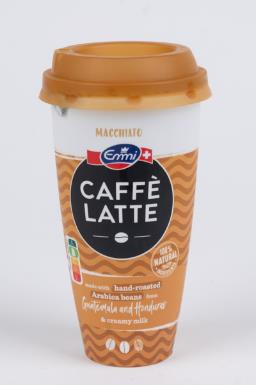 MACCHIATO
Emmi
CAFFÈ
LATTE
100%
NATURAL
made with hand-roasted
Arabica beans from
Guatemala and Honduras
& creamy milk